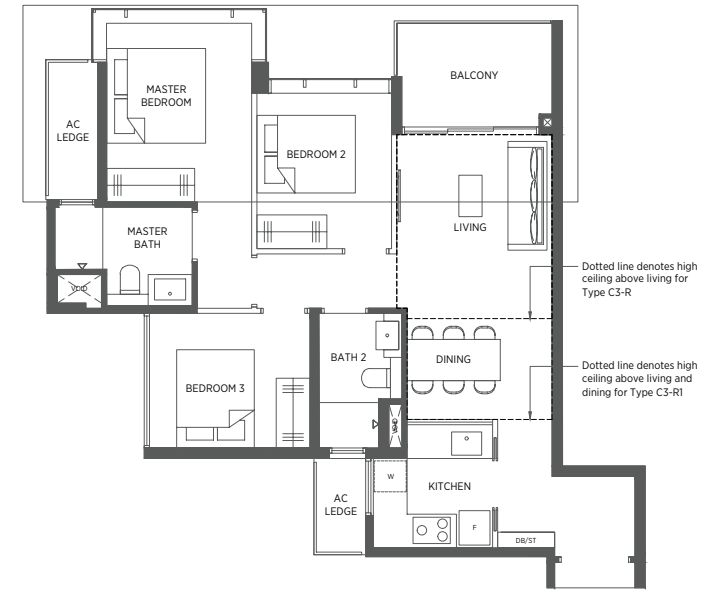 BALCONY
MASTER
BEDROOM
AC
LEDGE
BEDROOM 2
MASTER
BATH
LIVING
VOID
Dotted line denotes high
ceiling above living for
Type C3-R
BATH 2
DINING
BEDROOM 3
Dotted line denotes high
ceiling above living and
dining for Type C3-R1
VOID
W
KITCHEN
AC
LEDGE
F
DB/ST